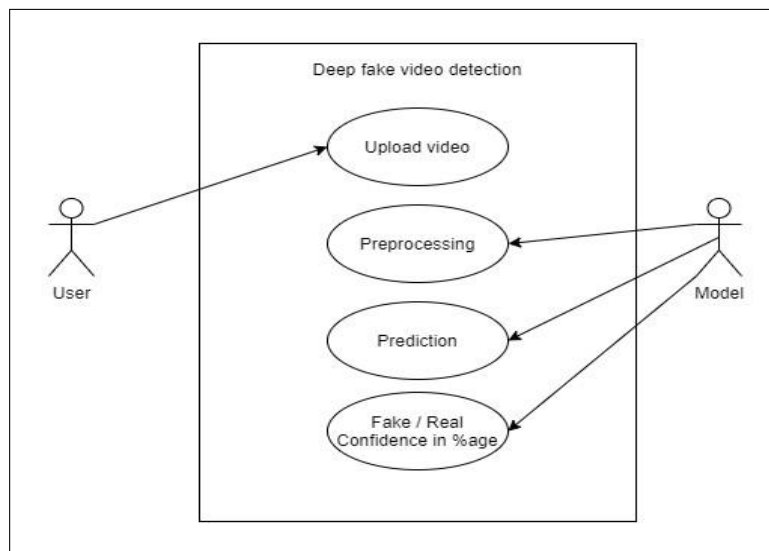 Deep fake video detection
Upload video
Preprocessing
User
Model
Prediction
Fake / Real
Confidence in %age